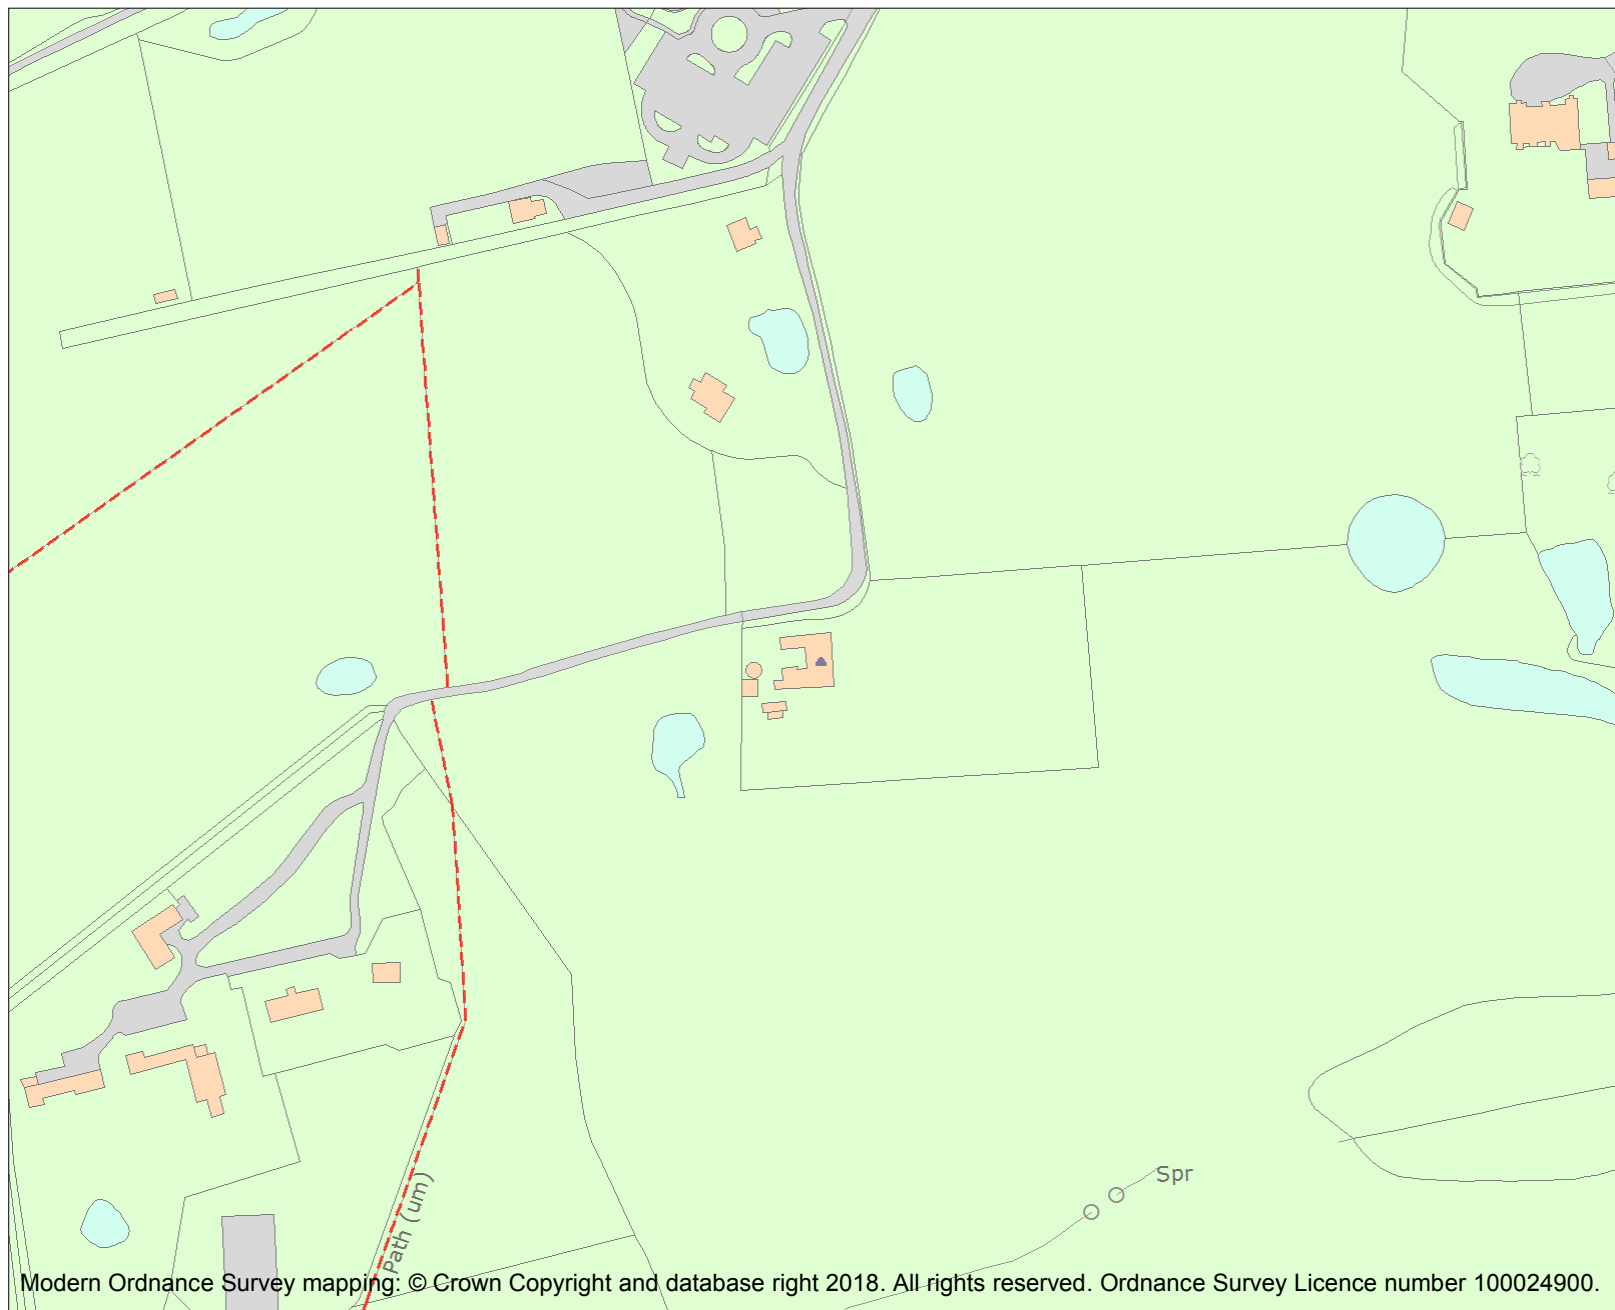 Spr
Path (um)
Modern Ordnance Survey mapping: © Crown Copyright and database right 2018. All rights reserved. Ordnance Survey Licence number 100024900.